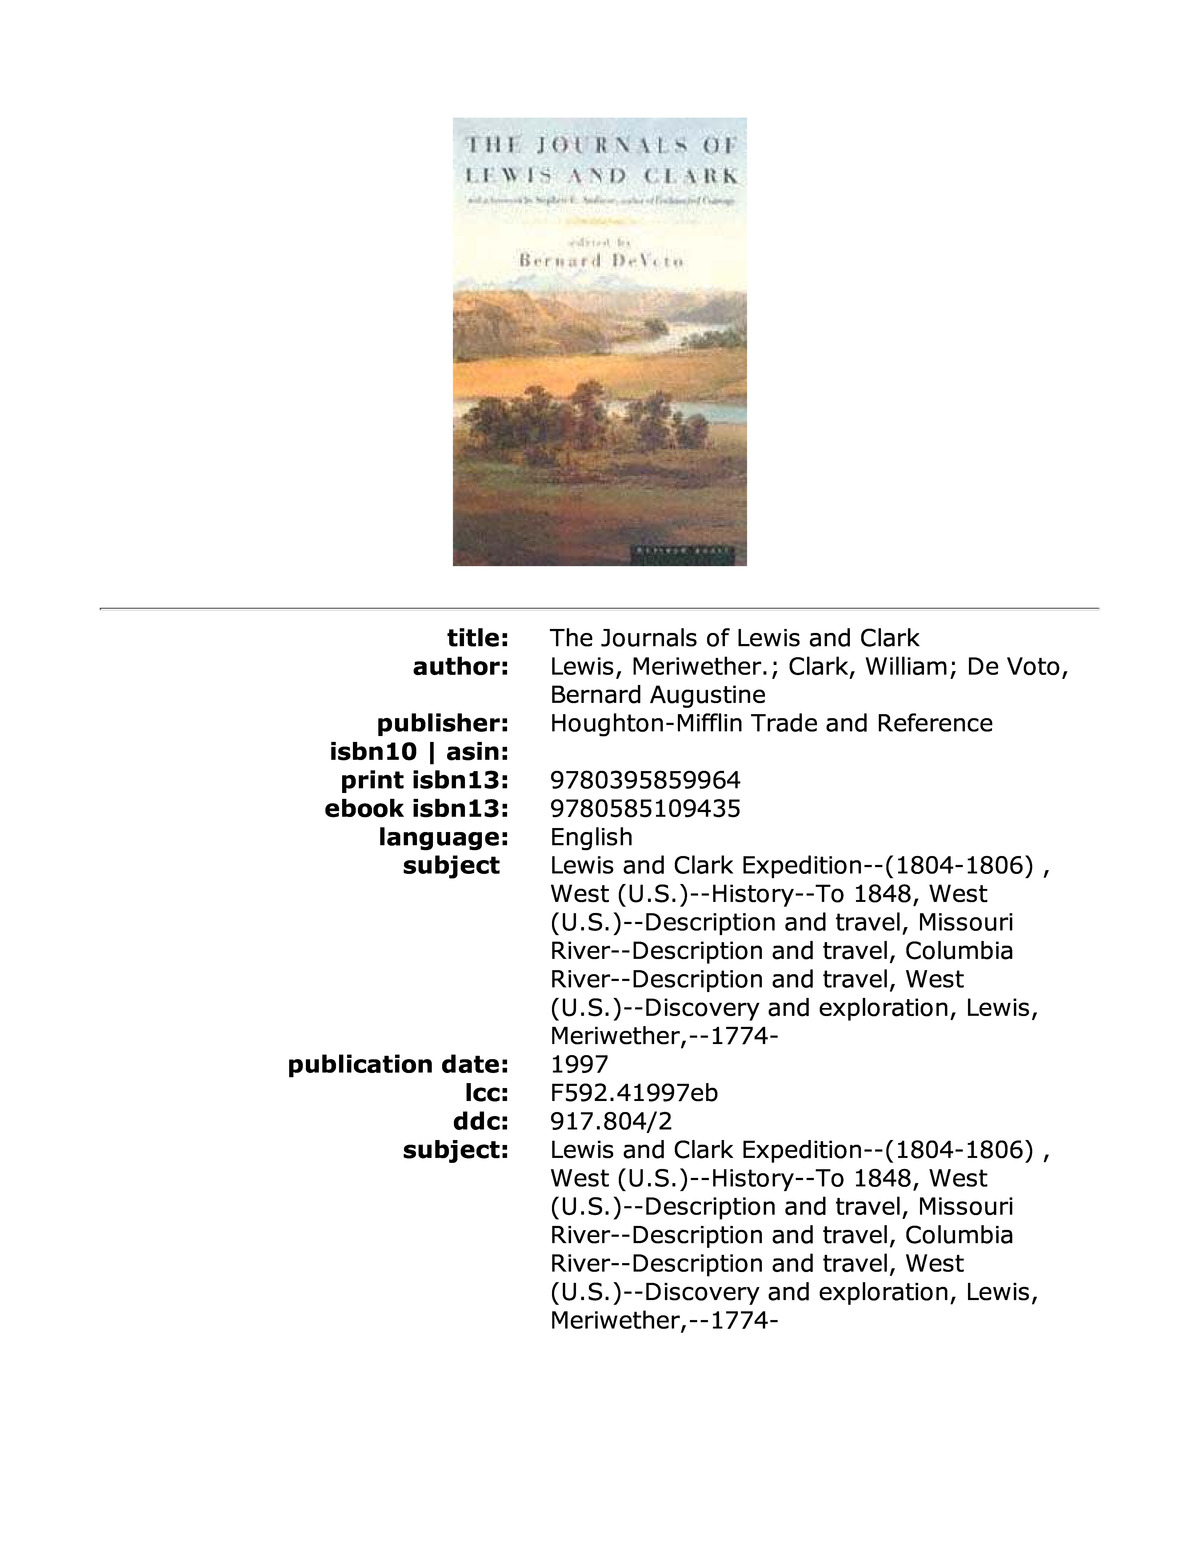 THE JOURNALS OF
LEWIS AND CLARK
with a foreword by Stephen E. Ambrose, author of Undaunted Courage
edited by
Bernard DeVoto
title: The Journals of Lewis and Clark
author: Lewis, Meriwether.; Clark, William; De Voto,
Bernard Augustine
publisher: Houghton-Mifflin Trade and Reference
isbn10 | asin:
print isbn13: 9780395859964
ebook isbn13: 9780585109435
language: English
subject Lewis and Clark Expedition--(1804-1806) ,
West (U.S.)--History--To 1848, West
(U.S.)--Description and travel, Missouri
River--Description and travel, Columbia
River--Description and travel, West
(U.S.)--Discovery and exploration, Lewis,
Meriwether,--1774-
publication date: 1997
lcc: F592.41997eb
ddc: 917.804/2
subject: Lewis and Clark Expedition--(1804-1806) ,
West (U.S.)--History--To 1848, West
(U.S.)--Description and travel, Missouri
River--Description and travel, Columbia
River--Description and travel, West
(U.S.)--Discovery and exploration, Lewis,
Meriwether,--1774-